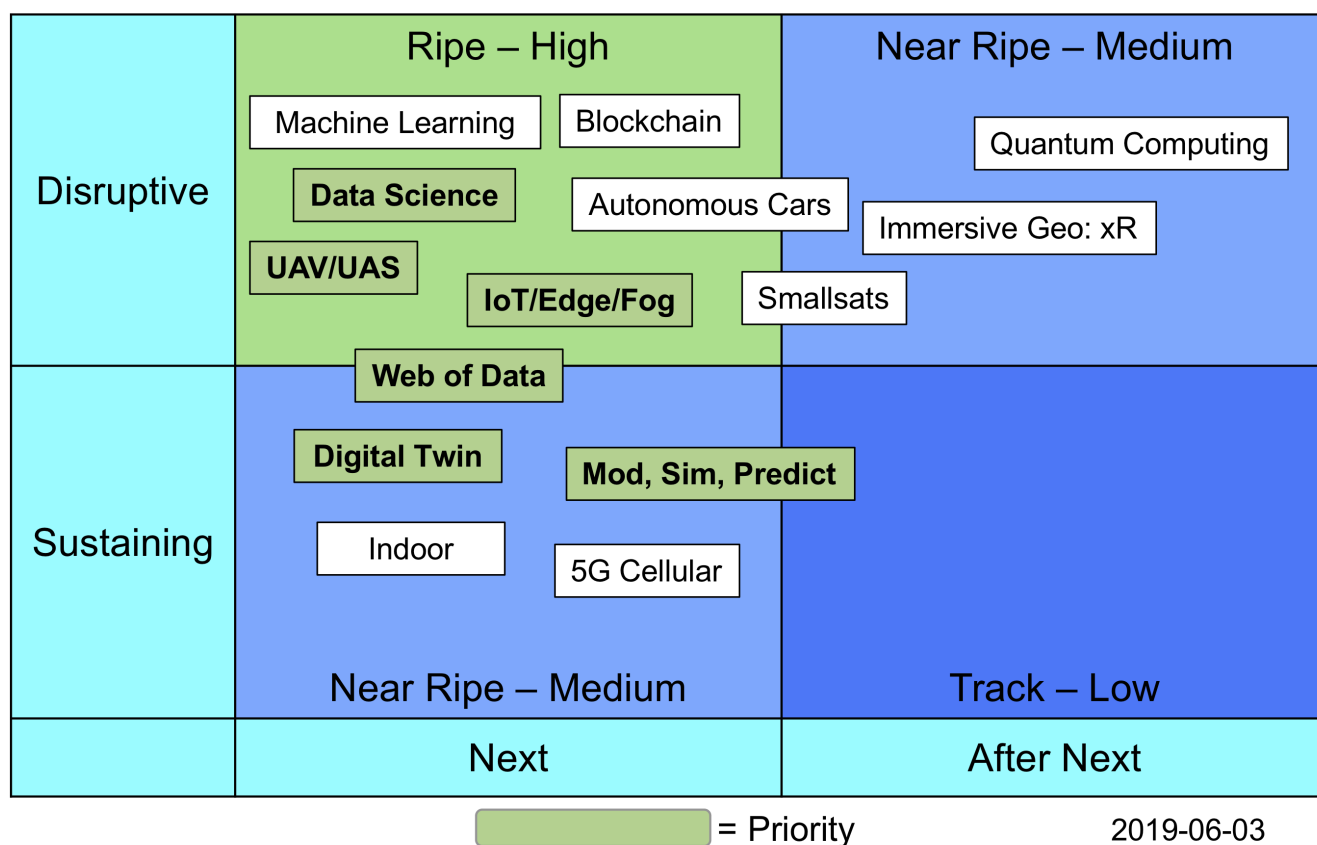 Ripe – High
Near Ripe – Medium
Machine Learning
Blockchain
Quantum Computing
Disruptive
Data Science
Autonomous Cars
Immersive Geo: xR
UAV/UAS
IoT/Edge/Fog
Smallsats
Web of Data
Digital Twin
Mod, Sim, Predict
Sustaining
Indoor
5G Cellular
Near Ripe – Medium
Track – Low
Next
After Next
= Priority
2019-06-03